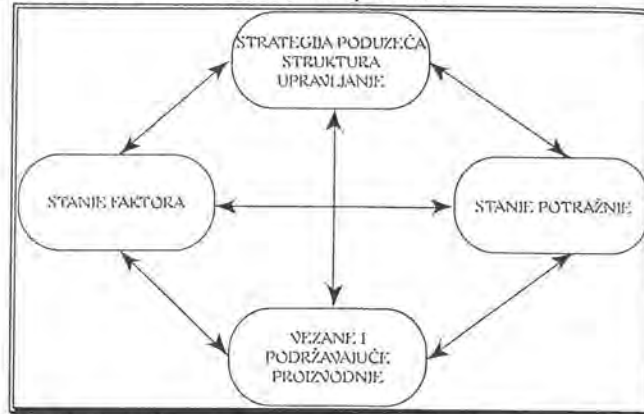 STRATEGIJA PODUZEĆA
STRUKTURA
UPRAVLJANJE
STANJE FAKTORA
STANJE POTRAŽNJE
VEZANE I
PODRŽAVAJUĆE
PROIZVODNJE